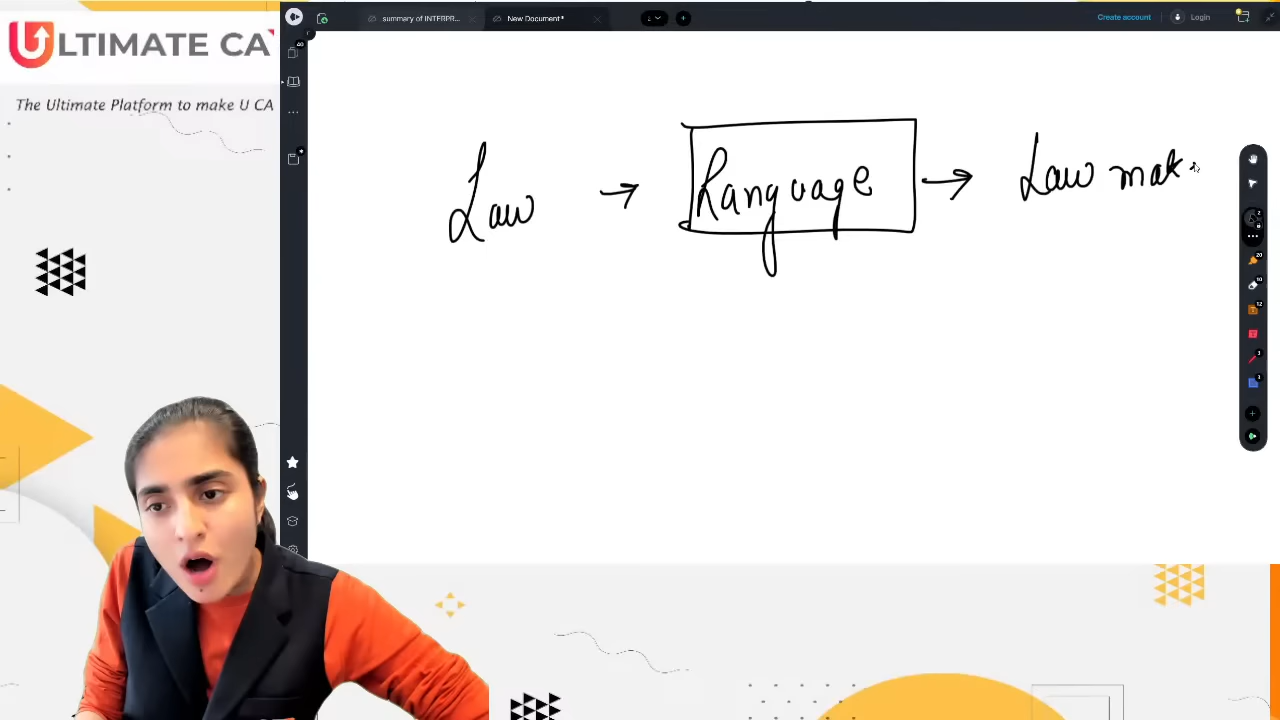 ULTIMATE CA
The Ultimate Platform to make U CA
summary of INTERPR...
New Document*
Create account
Login
Law → Language → Law mak